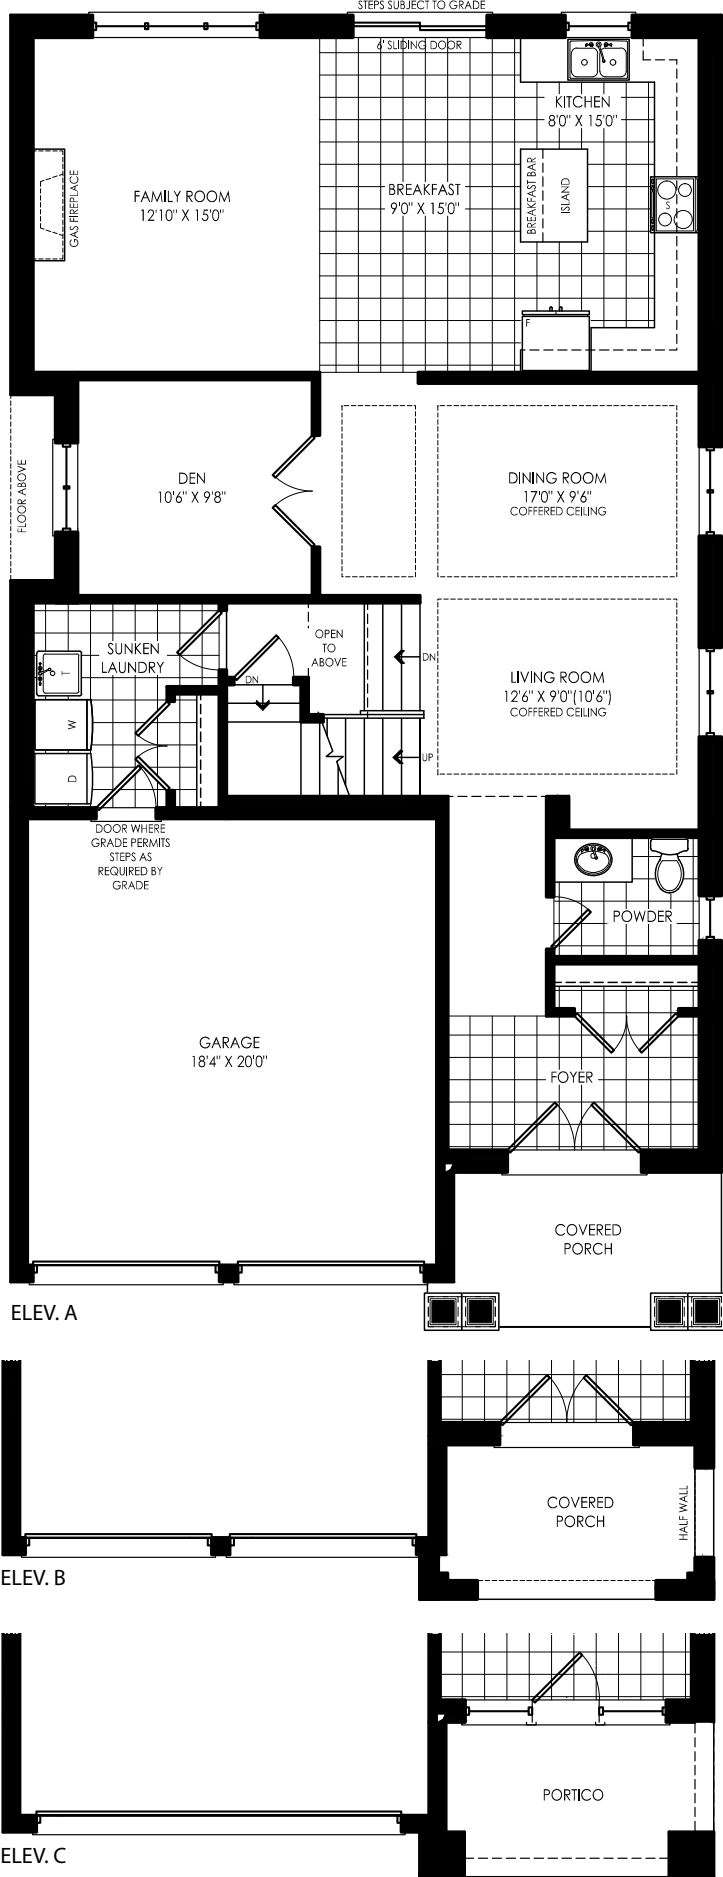 STEPS SUBJECT TO GRADE
6' SLIDING DOOR
KITCHEN
8'0" X 15'0"
FAMILY ROOM
12'10" X 15'0"
GAS FIREPLACE
BREAKFAST
9'0" X 15'0"
BREAKFAST BAR
ISLAND
S
F
FLOOR ABOVE
DEN
10'6" X 9'8"
DINING ROOM
17'0" X 9'6"
COFFERED CEILING
SUNKEN
LAUNDRY
T
W
D
OPEN
TO
ABOVE
DN
DN
UP
LIVING ROOM
12'6" X 9'0"(10'6")
COFFERED CEILING
DOOR WHERE
GRADE PERMITS
STEPS AS
REQUIRED BY
GRADE
POWDER
GARAGE
18'4" X 20'0"
FOYER
COVERED
PORCH
ELEV. A
COVERED
PORCH
HALF WALL
ELEV. B
PORTICO
ELEV. C